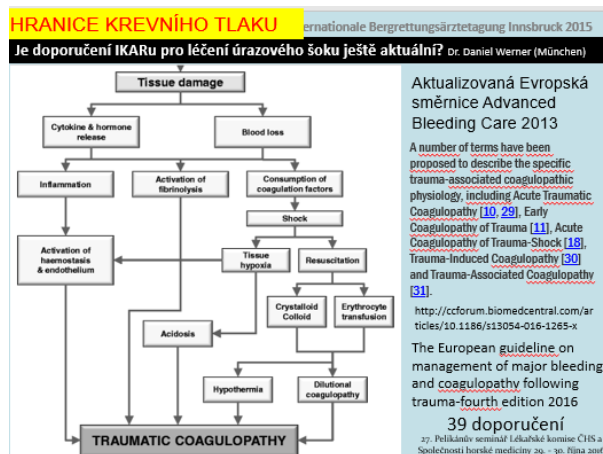 HRANICE KREVNÍHO TLAKU
ernationale Bergrettungsärztetagung Innsbruck 2015
Je doporučení IKARu pro léčení úrazového šoku ještě aktuální? Dr. Daniel Werner (München)
Tissue damage
Cytokine & hormone
release
Blood loss
Inflammation
Activation of
fibrinolysis
Consumption of
coagulation factors
Shock
Activation of
haemostasis
& endothelium
Tissue
hypoxia
Resuscitation
Crystalloid
Colloid
Erythrocyte
transfusion
Acidosis
Hypothermia
Dilutional
coagulopathy
TRAUMATIC COAGULOPATHY
Aktualizovaná Evropská
směrnice Advanced
Bleeding Care 2013
A number of terms have been
proposed to describe the specific
trauma-associated coagulopathic
physiology, including Acute Traumatic
Coagulopathy [10, 29], Early
Coagulopathy of Trauma [11], Acute
Coagulopathy of Trauma-Shock [18],
Trauma-Induced Coagulopathy [30]
and Trauma-Associated Coagulopathy
[31].
http://ccforum.biomedcentral.com/ar
ticles/10.1186/s13054-016-1265-x
The European guideline on
management of major bleeding
and coagulopathy following
trauma-fourth edition 2016
39 doporučení
27. Pelikánův seminář Lékařské komise ČHS a
Společnosti horské medicíny 29. - 30. října 2016